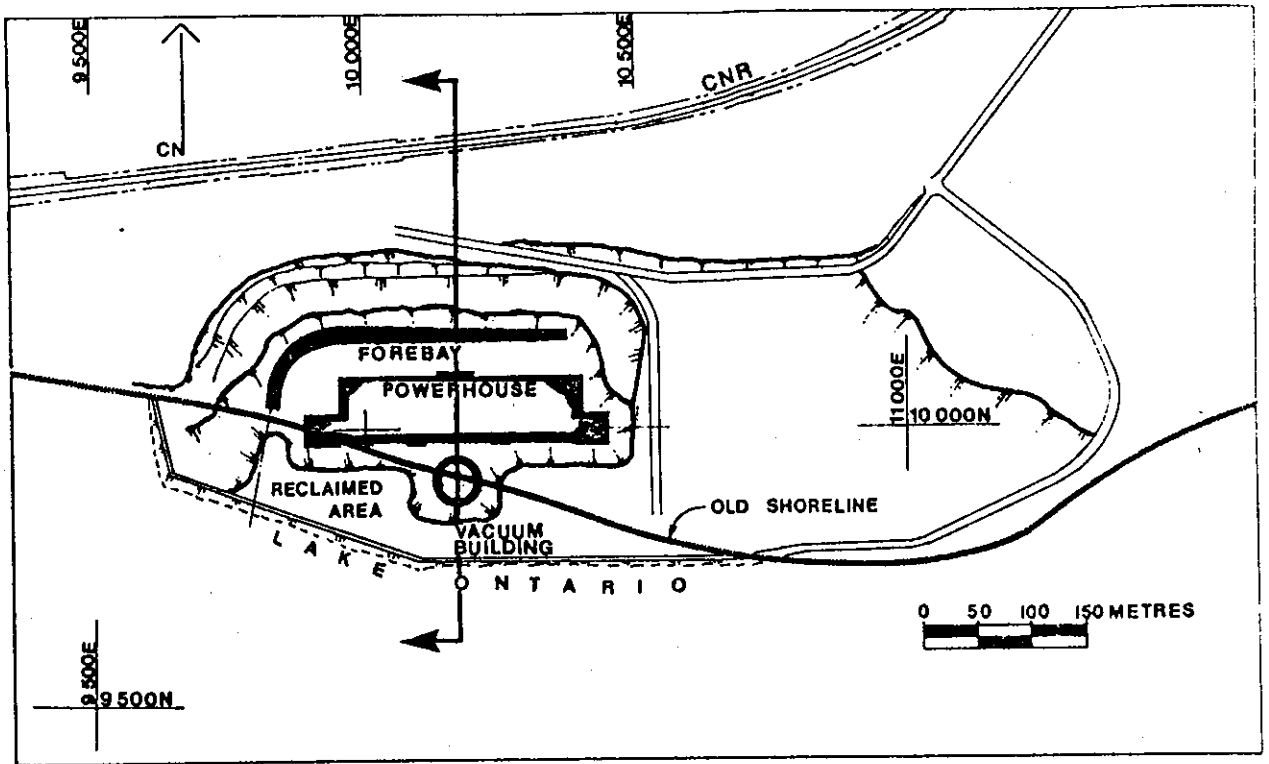 9 500E
10 000E
10 500E
CN
CNR
FOREBAY
POWERHOUSE
11 000E
10 000N
RECLAIMED
AREA
OLD SHORELINE
VACUUM
BUILDING
LAKE
ONTARIO
0 50 100 150 METRES
9 500E
9 500N